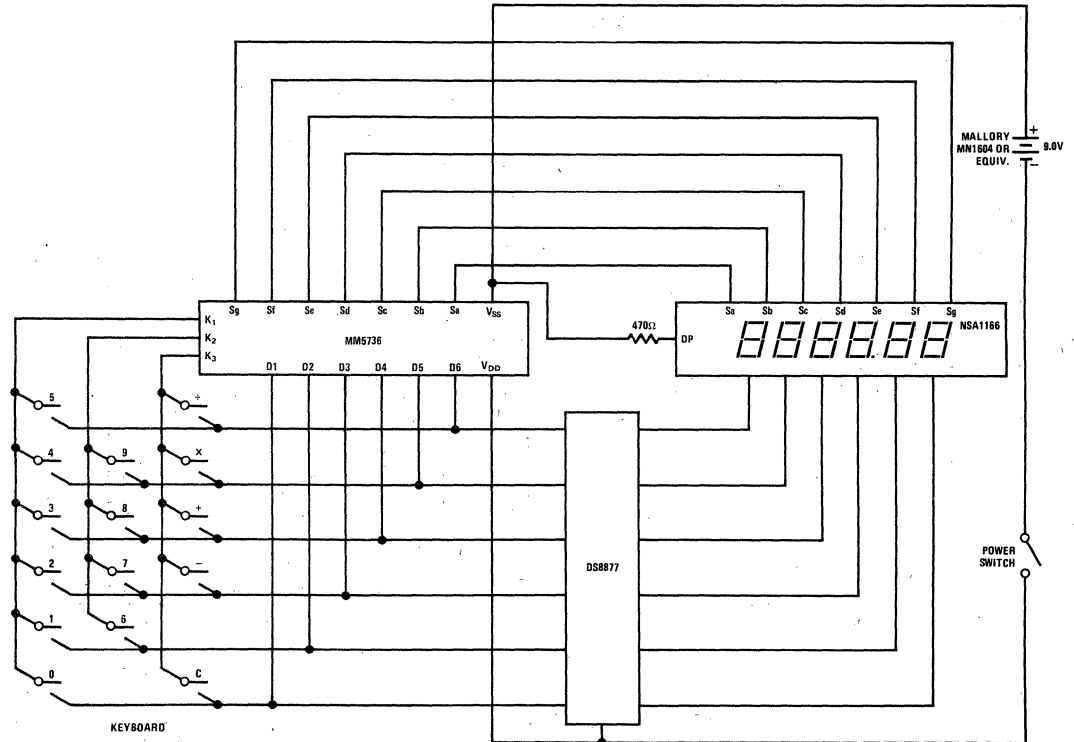 MALLORY
MN1604 OR
EQUIV.
+
9.0V
−
Sg Sf Se Sd Sc Sb Sa VSS
K1
K2
K3
MM5736
D1 D2 D3 D4 D5 D6 VDD
470Ω
DP
Sa Sb Sc Sd Se Sf Sg
NSA1166
888888
5 ÷
4 9 X
3 8 +
2 7 −
1 6
0 C
DS8877
POWER
SWITCH
KEYBOARD